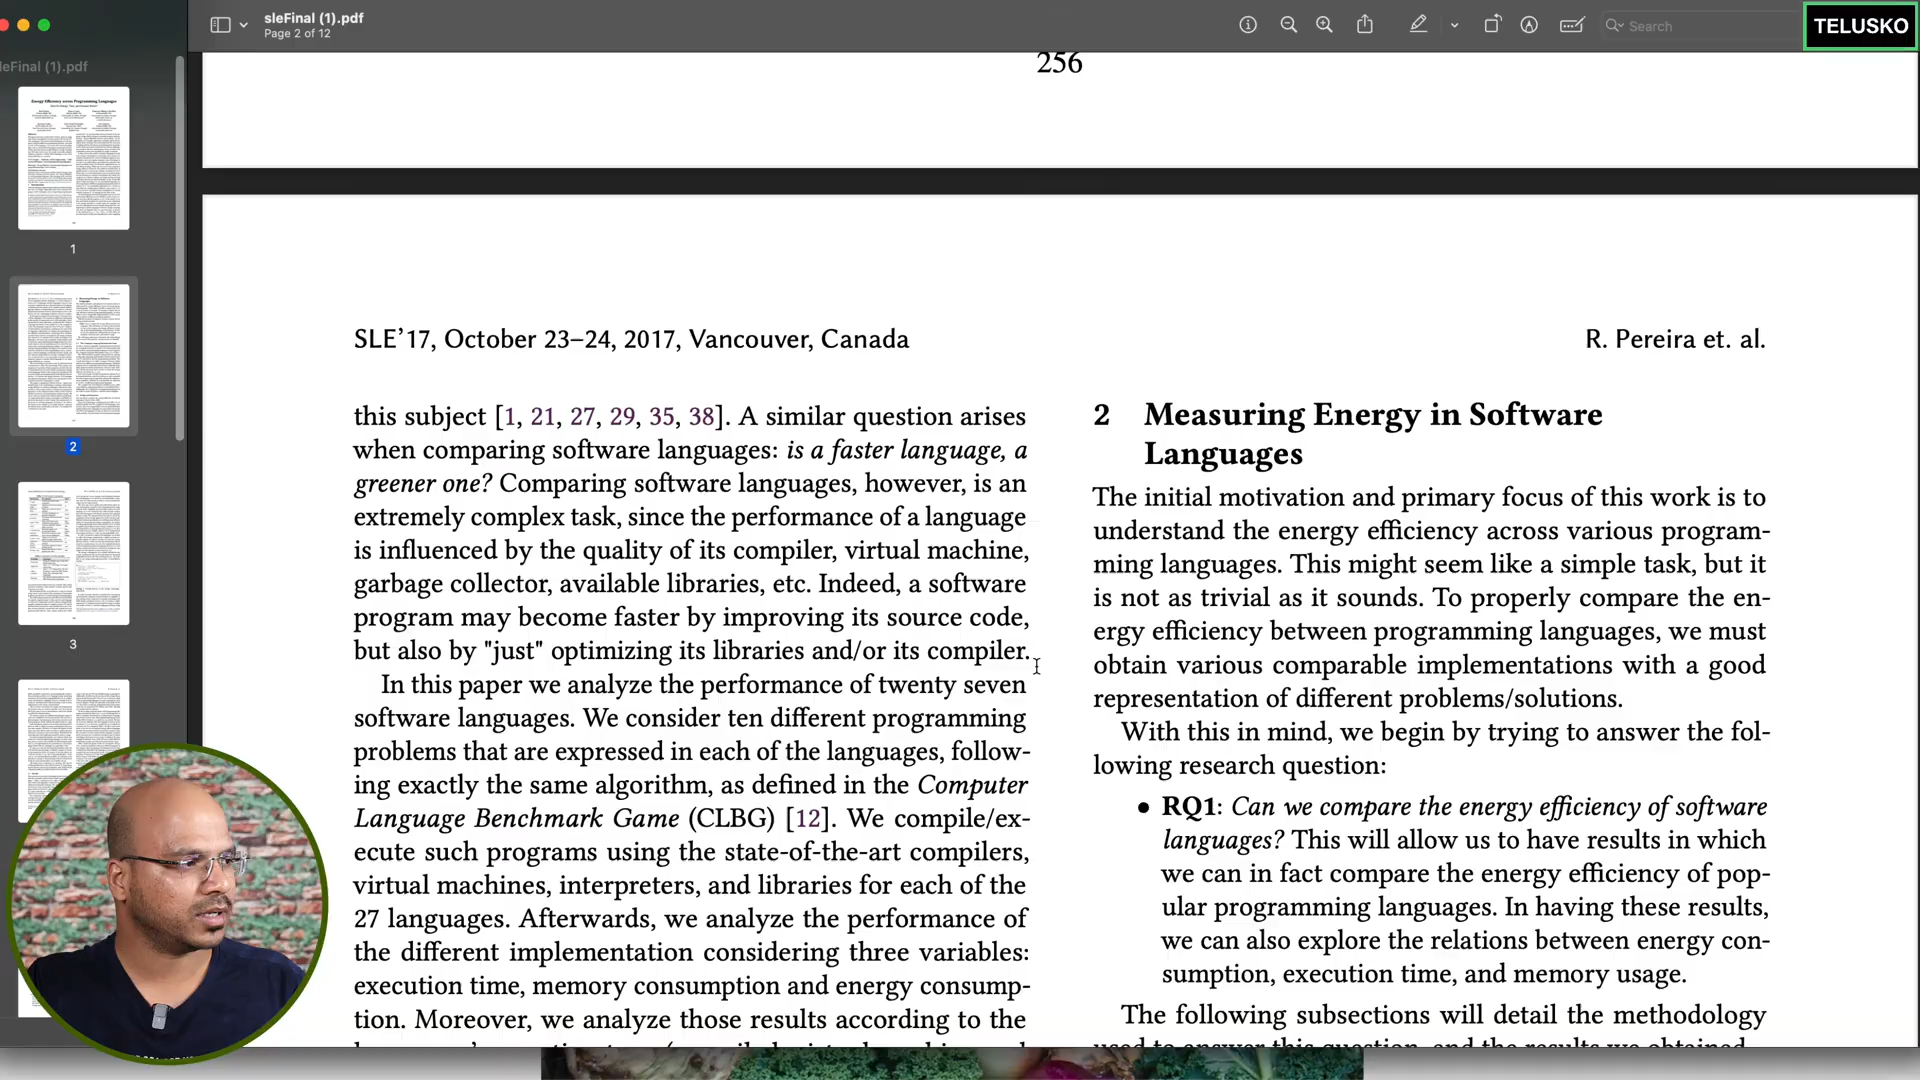 sleFinal (1).pdf
Page 2 of 12
Search
TELUSKO
leFinal (1).pdf
1
2
3
256
SLE’17, October 23–24, 2017, Vancouver, Canada
R. Pereira et. al.
this subject [1, 21, 27, 29, 35, 38]. A similar question arises
when comparing software languages: is a faster language, a
greener one? Comparing software languages, however, is an
extremely complex task, since the performance of a language
is influenced by the quality of its compiler, virtual machine,
garbage collector, available libraries, etc. Indeed, a software
program may become faster by improving its source code,
but also by "just" optimizing its libraries and/or its compiler.
In this paper we analyze the performance of twenty seven
software languages. We consider ten different programming
problems that are expressed in each of the languages, follow-
ing exactly the same algorithm, as defined in the Computer
Language Benchmark Game (CLBG) [12]. We compile/ex-
ecute such programs using the state-of-the-art compilers,
virtual machines, interpreters, and libraries for each of the
27 languages. Afterwards, we analyze the performance of
the different implementation considering three variables:
execution time, memory consumption and energy consump-
tion. Moreover, we analyze those results according to the
2 Measuring Energy in Software
Languages
The initial motivation and primary focus of this work is to
understand the energy efficiency across various program-
ming languages. This might seem like a simple task, but it
is not as trivial as it sounds. To properly compare the en-
ergy efficiency between programming languages, we must
obtain various comparable implementations with a good
representation of different problems/solutions.
With this in mind, we begin by trying to answer the fol-
lowing research question:
• RQ1: Can we compare the energy efficiency of software
languages? This will allow us to have results in which
we can in fact compare the energy efficiency of pop-
ular programming languages. In having these results,
we can also explore the relations between energy con-
sumption, execution time, and memory usage.
The following subsections will detail the methodology
used to answer this question, and the results we obtained.